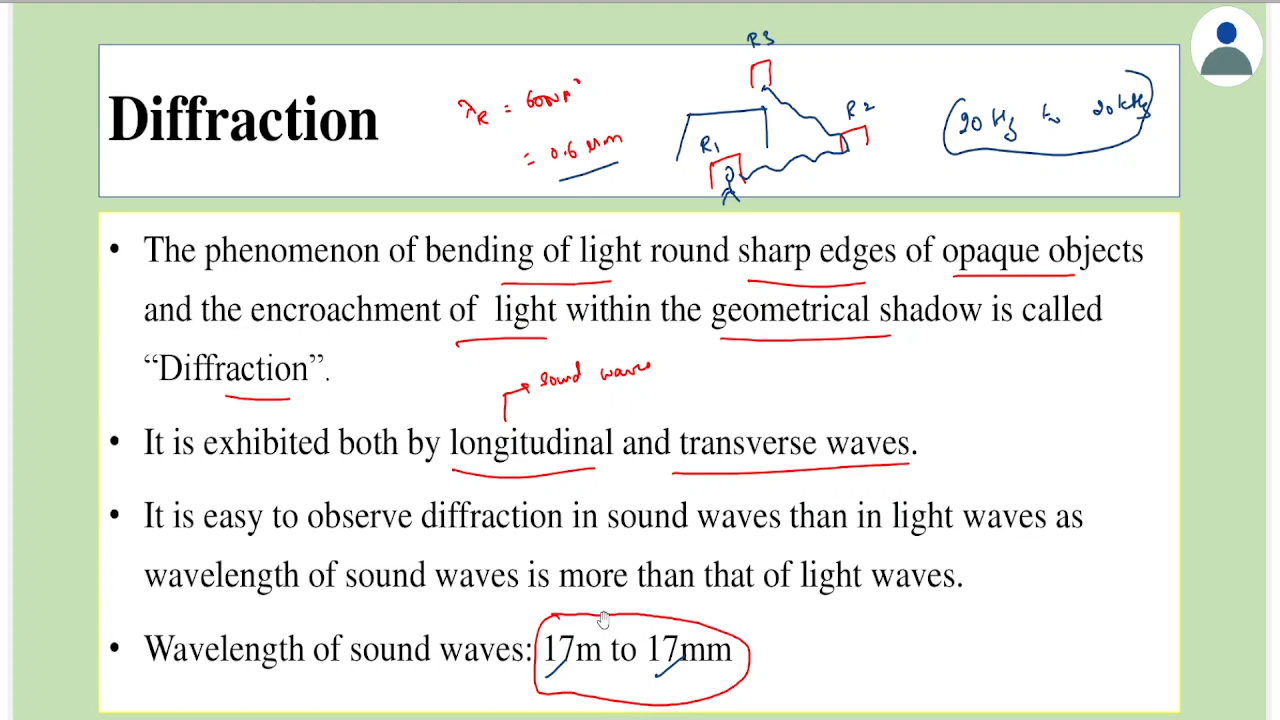 R3
Diffraction
λR = 6000A°
= 0.6 μm
R1
R2
20 Hz to 20 kHz
• The phenomenon of bending of light round sharp edges of opaque objects
and the encroachment of light within the geometrical shadow is called
“Diffraction”.
sound waves
• It is exhibited both by longitudinal and transverse waves.
• It is easy to observe diffraction in sound waves than in light waves as
wavelength of sound waves is more than that of light waves.
• Wavelength of sound waves: 17m to 17mm